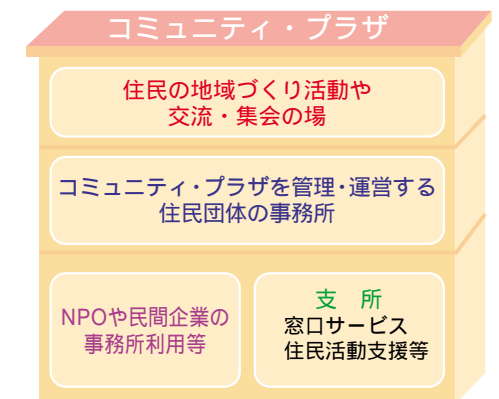 コミュニティ・プラザ
住民の地域づくり活動や
交流・集会の場
コミュニティ・プラザを管理・運営する
住民団体の事務所
NPOや民間企業の
事務所利用等
支　所
窓口サービス
住民活動支援等